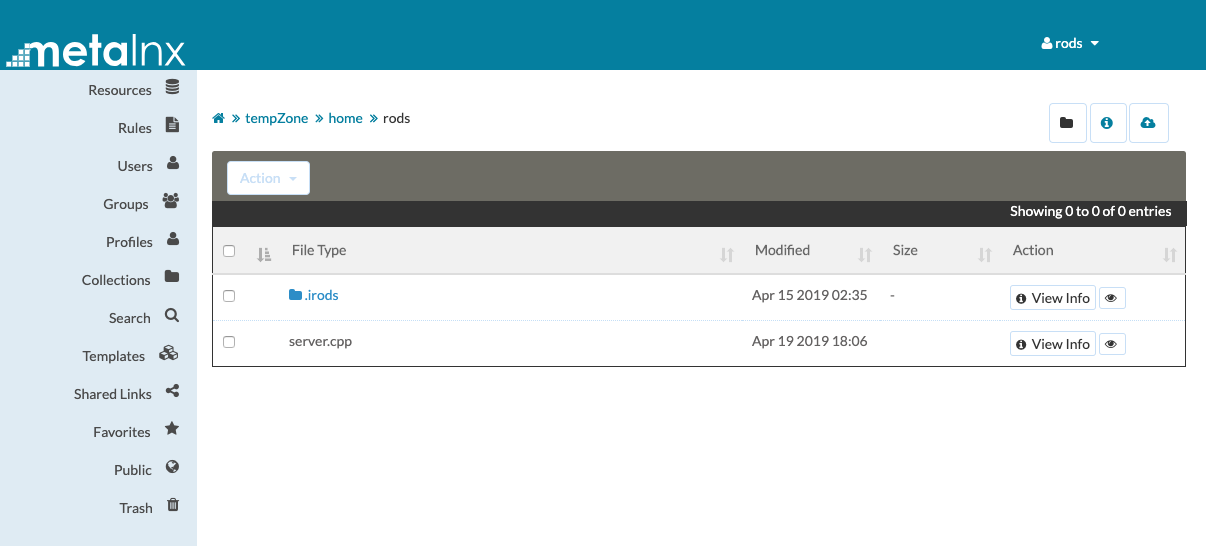 metalnx
rods
Resources
Rules
Users
Groups
Profiles
Collections
Search
Templates
Shared Links
Favorites
Public
Trash
tempZone home rods
Action
Showing 0 to 0 of 0 entries
File Type Modified Size Action
.irods Apr 15 2019 02:35 - View Info
server.cpp Apr 19 2019 18:06 View Info